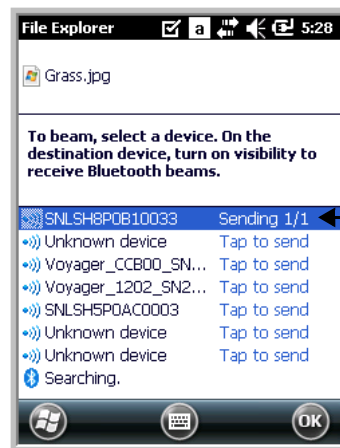 File Explorer a 5:28
Grass.jpg
To beam, select a device. On the
destination device, turn on visibility to
receive Bluetooth beams.
SNLSH8P0B10033 Sending 1/1
Unknown device Tap to send
Voyager_CCB00_SN... Tap to send
Voyager_1202_SN2... Tap to send
SNLSH5P0AC0003 Tap to send
Unknown device Tap to send
Unknown device Tap to send
Searching.
OK